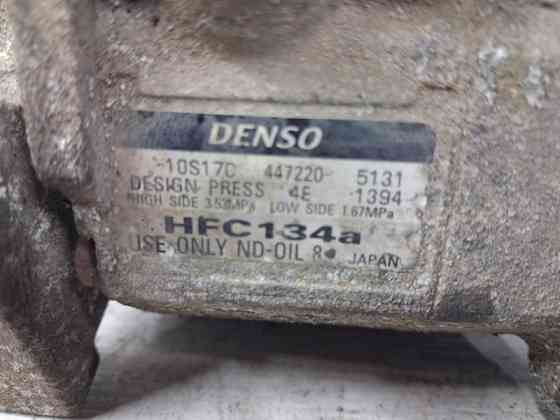 DENSO
10S17C 447220- 5131
DESIGN PRESS 4E 1394
HIGH SIDE 3.53MPa LOW SIDE 1.67MPa
HFC134a
USE ONLY ND-OIL 8 JAPAN